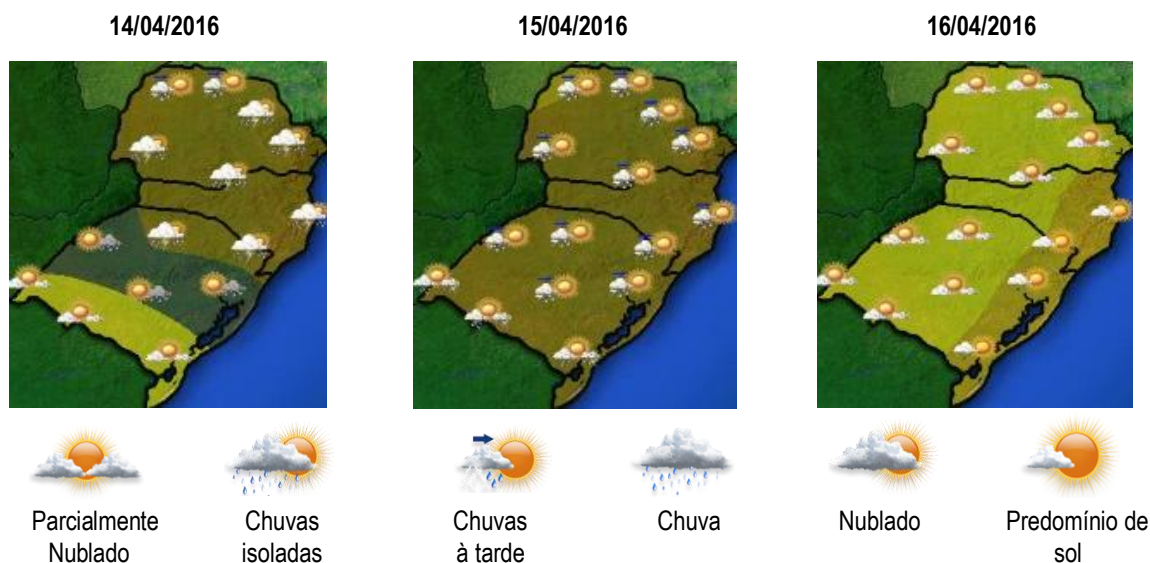 14/04/2016
15/04/2016
16/04/2016
Parcialmente
Nublado
Chuvas
isoladas
Chuvas
à tarde
Chuva
Nublado
Predomínio de
sol